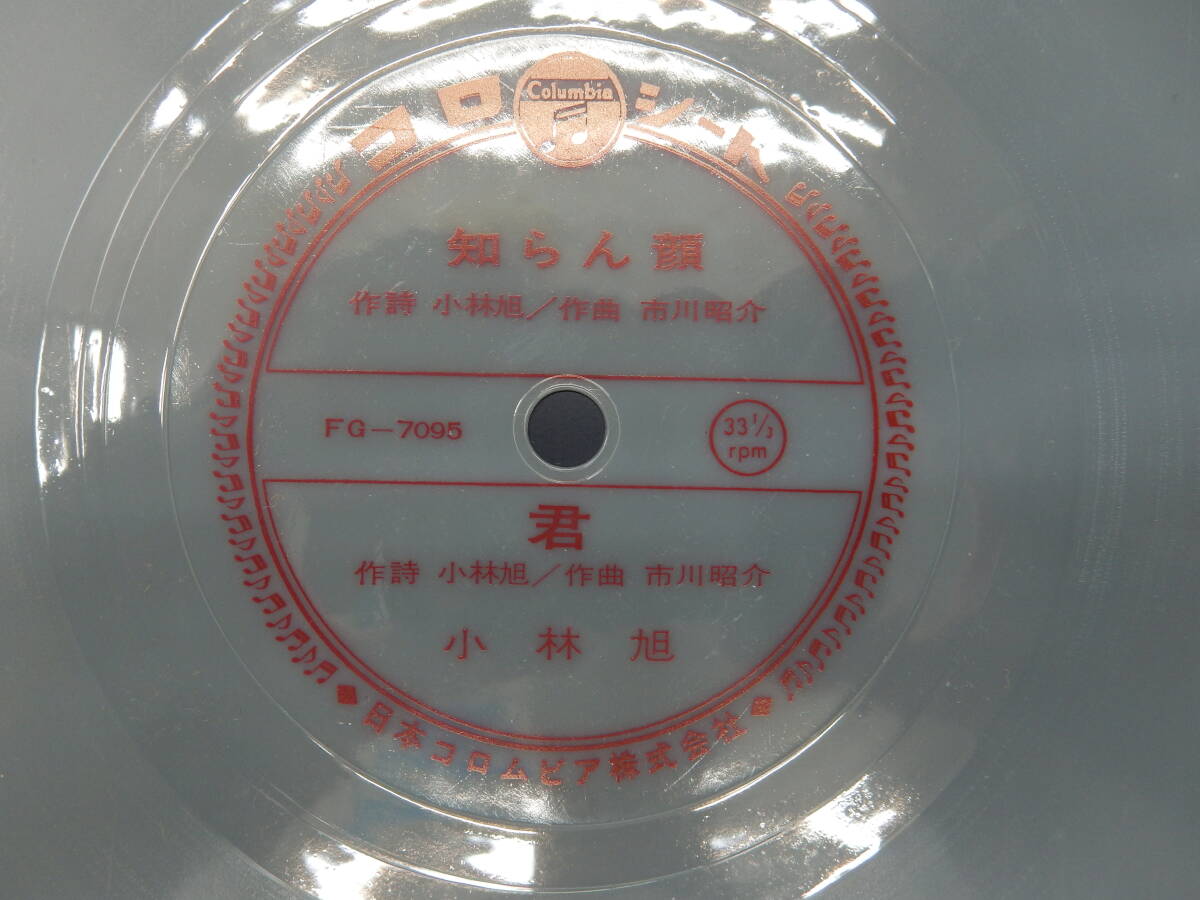 コロシート
Columbia
知らん顔
作詩 小林旭／作曲 市川昭介
FG－7095
33 1/3
rpm
君
作詩 小林旭／作曲 市川昭介
小林旭
日本コロムビア株式会社